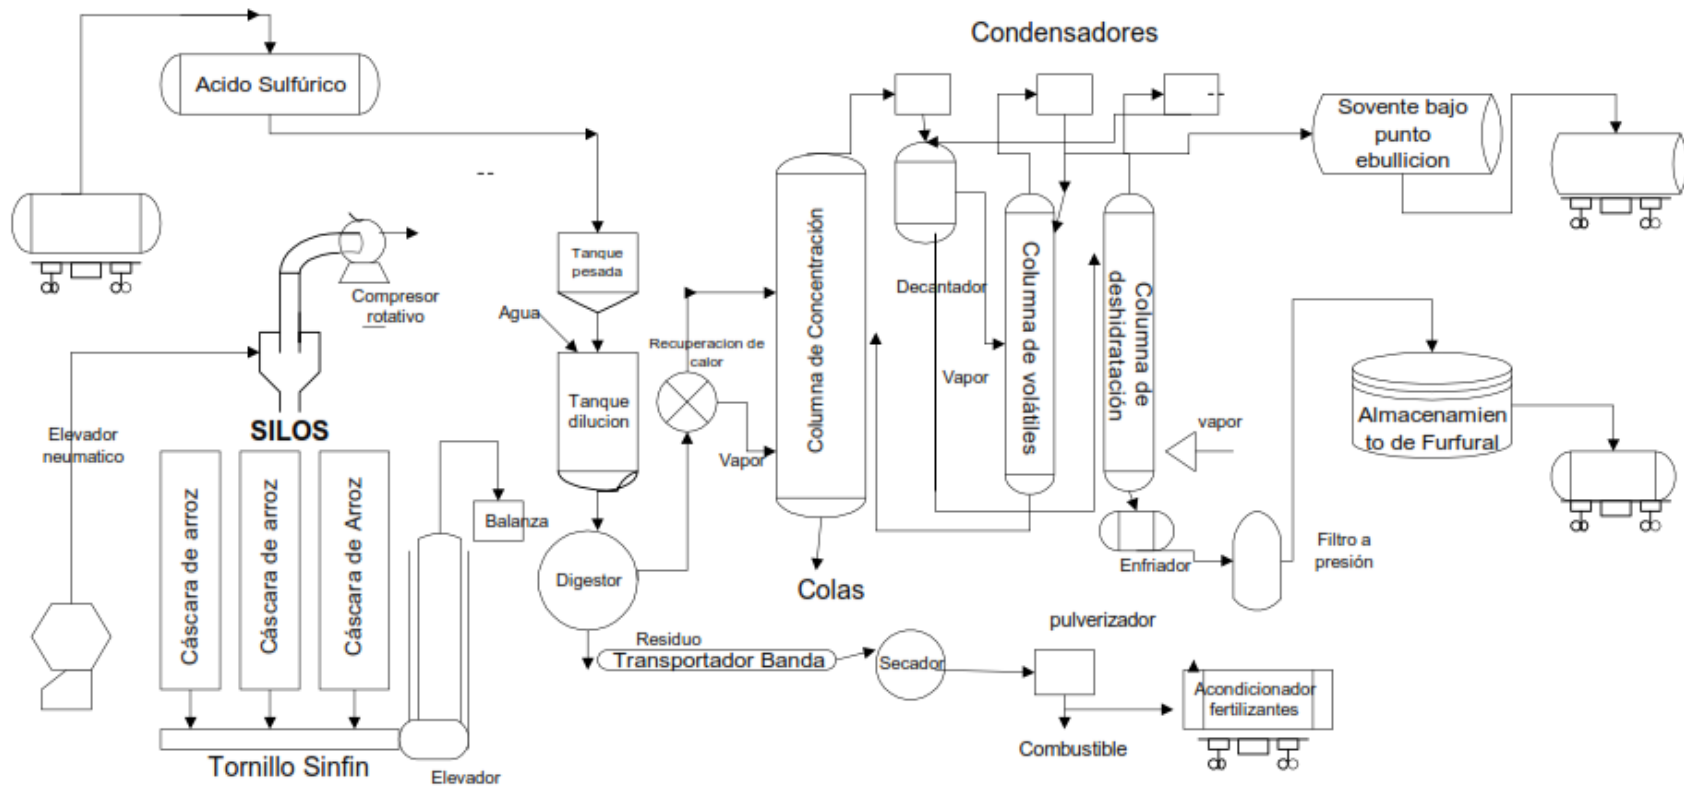 Condensadores
Acido Sulfúrico
--
Sovente bajo
punto
ebullicion
--
Tanque
pesada
Compresor
rotativo
Agua
Recuperacion de
calor
Decantador
Columna de Concentración
Columna de volátiles
Columna de
deshidratación
Vapor
Tanque
dilucion
Vapor
vapor
Almacenamien
to de Furfural
Elevador
neumatico
SILOS
Cáscara de arroz
Cáscara de arroz
Cáscara de Arroz
Balanza
Digestor
Colas
Enfriador
Filtro a
presión
Residuo
Transportador Banda
Secador
pulverizador
Acondicionador
fertilizantes
Combustible
Tornillo Sinfin
Elevador